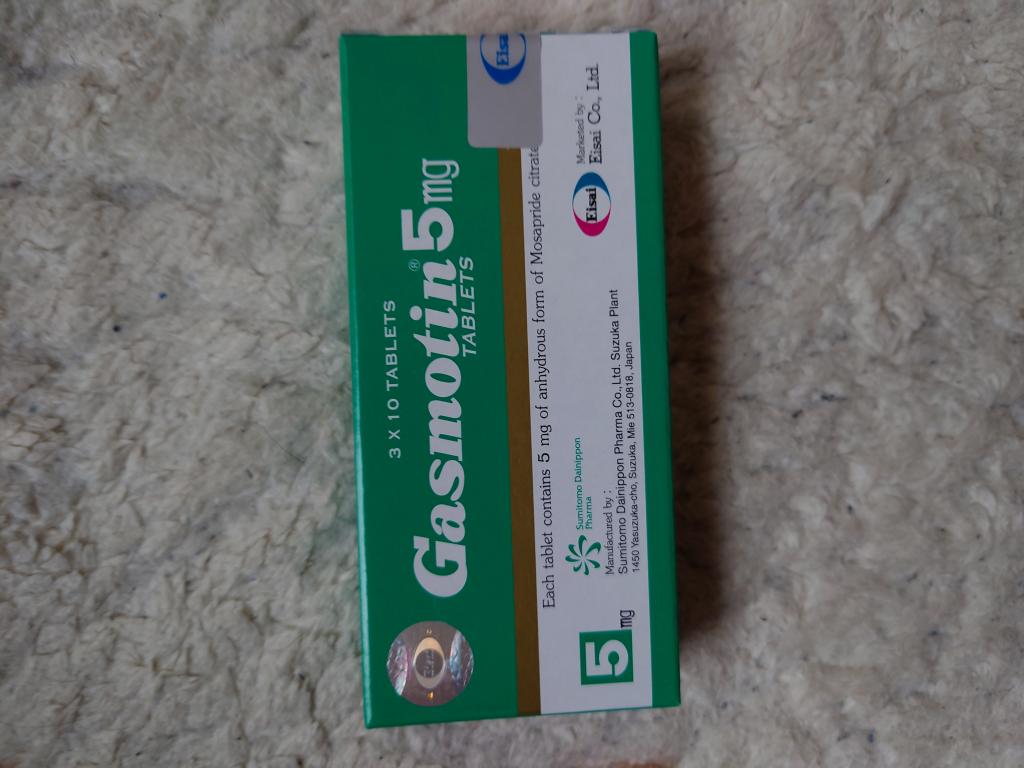 3 X 10 TABLETS
Gasmotin® 5mg
TABLETS
Each tablet contains 5 mg of anhydrous form of Mosapride citrate
Sumitomo Dainippon
Pharma
Manufactured by :
Sumitomo Dainippon Pharma Co., Ltd. Suzuka Plant
1450 Yasuzuka-cho, Suzuka, Mie 513-0818, Japan
Eisai
Marketed by :
Eisai Co., Ltd.
5 mg